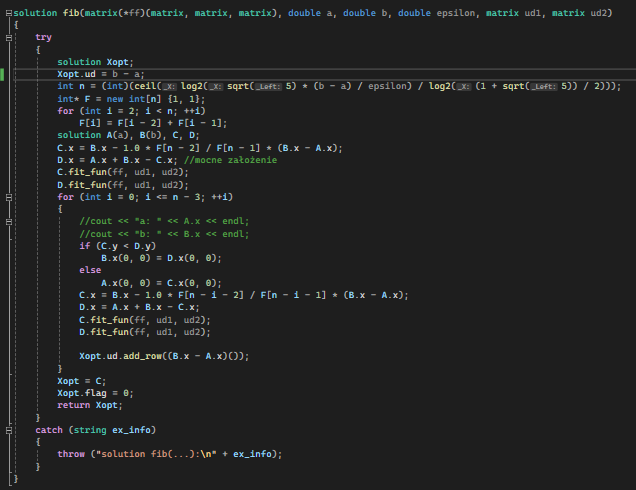 solution fib(matrix(*ff)(matrix, matrix, matrix), double a, double b, double epsilon, matrix ud1, matrix ud2)
{
try
{
solution Xopt;
Xopt.ud = b - a;
int n = (int)(ceil(_X: log2(_X: sqrt(_Left: 5) * (b - a) / epsilon) / log2(_X: (1 + sqrt(_Left: 5)) / 2)));
int* F = new int[n] {1, 1};
for (int i = 2; i < n; ++i)
F[i] = F[i - 2] + F[i - 1];
solution A(a), B(b), C, D;
C.x = B.x - 1.0 * F[n - 2] / F[n - 1] * (B.x - A.x);
D.x = A.x + B.x - C.x; //mocne założenie
C.fit_fun(ff, ud1, ud2);
D.fit_fun(ff, ud1, ud2);
for (int i = 0; i <= n - 3; ++i)
{
//cout << "a: " << A.x << endl;
//cout << "b: " << B.x << endl;
if (C.y < D.y)
B.x(0, 0) = D.x(0, 0);
else
A.x(0, 0) = C.x(0, 0);
C.x = B.x - 1.0 * F[n - i - 2] / F[n - i - 1] * (B.x - A.x);
D.x = A.x + B.x - C.x;
C.fit_fun(ff, ud1, ud2);
D.fit_fun(ff, ud1, ud2);
Xopt.ud.add_row((B.x - A.x)());
}
Xopt = C;
Xopt.flag = 0;
return Xopt;
}
catch (string ex_info)
{
throw ("solution fib(...):\n" + ex_info);
}
}